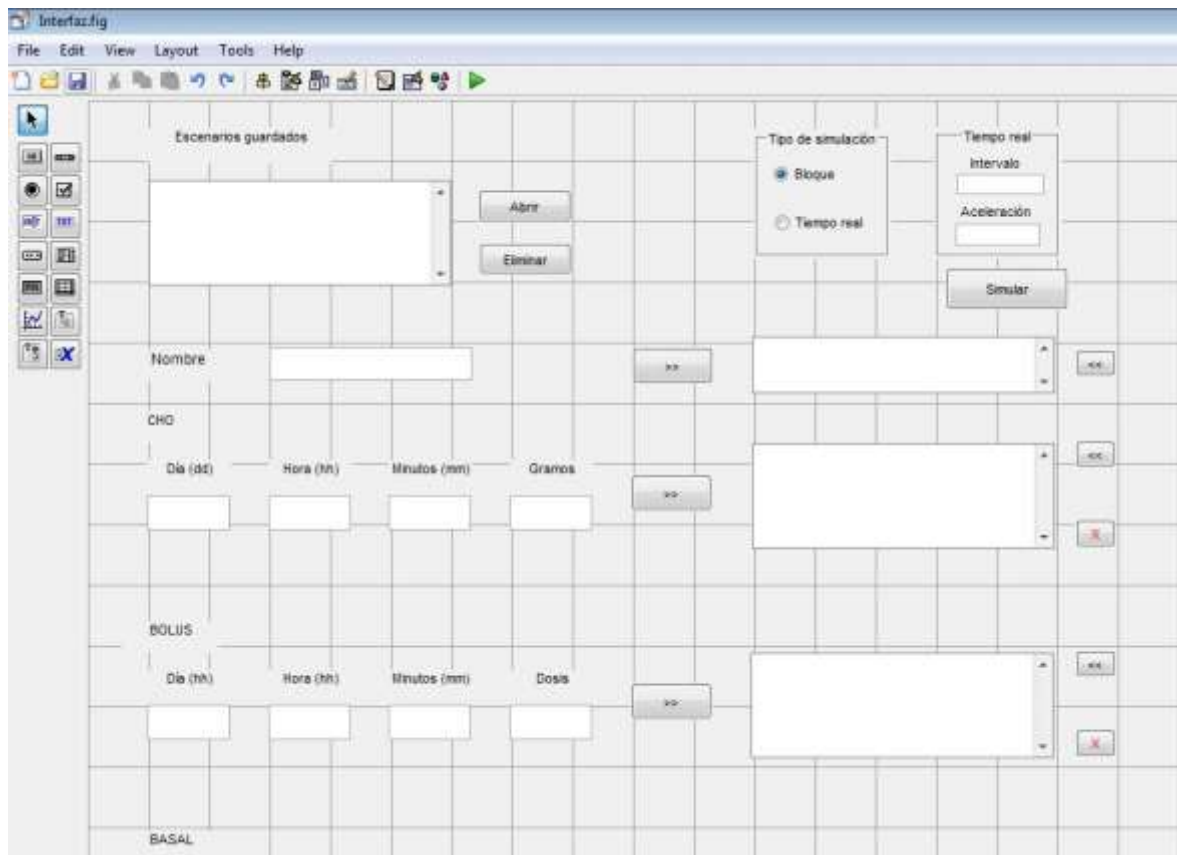 Interfaz.fig
File Edit View Layout Tools Help
Escenarios guardados
Abrir
Eliminar
Tipo de simulación
Bloque
Tiempo real
Tiempo real
Intervalo
Aceleración
Simular
Nombre
>>
<<
CHO
Día (dd) Hora (hh) Minutos (mm) Gramos
>>
<<
X
BOLUS
Día (hh) Hora (hh) Minutos (mm) Dosis
>>
<<
X
BASAL